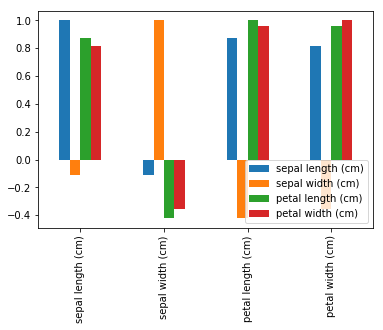 1.0
0.8
0.6
0.4
0.2
0.0
−0.2
−0.4
sepal length (cm)
sepal width (cm)
petal length (cm)
petal width (cm)
sepal length (cm)
sepal width (cm)
petal length (cm)
petal width (cm)